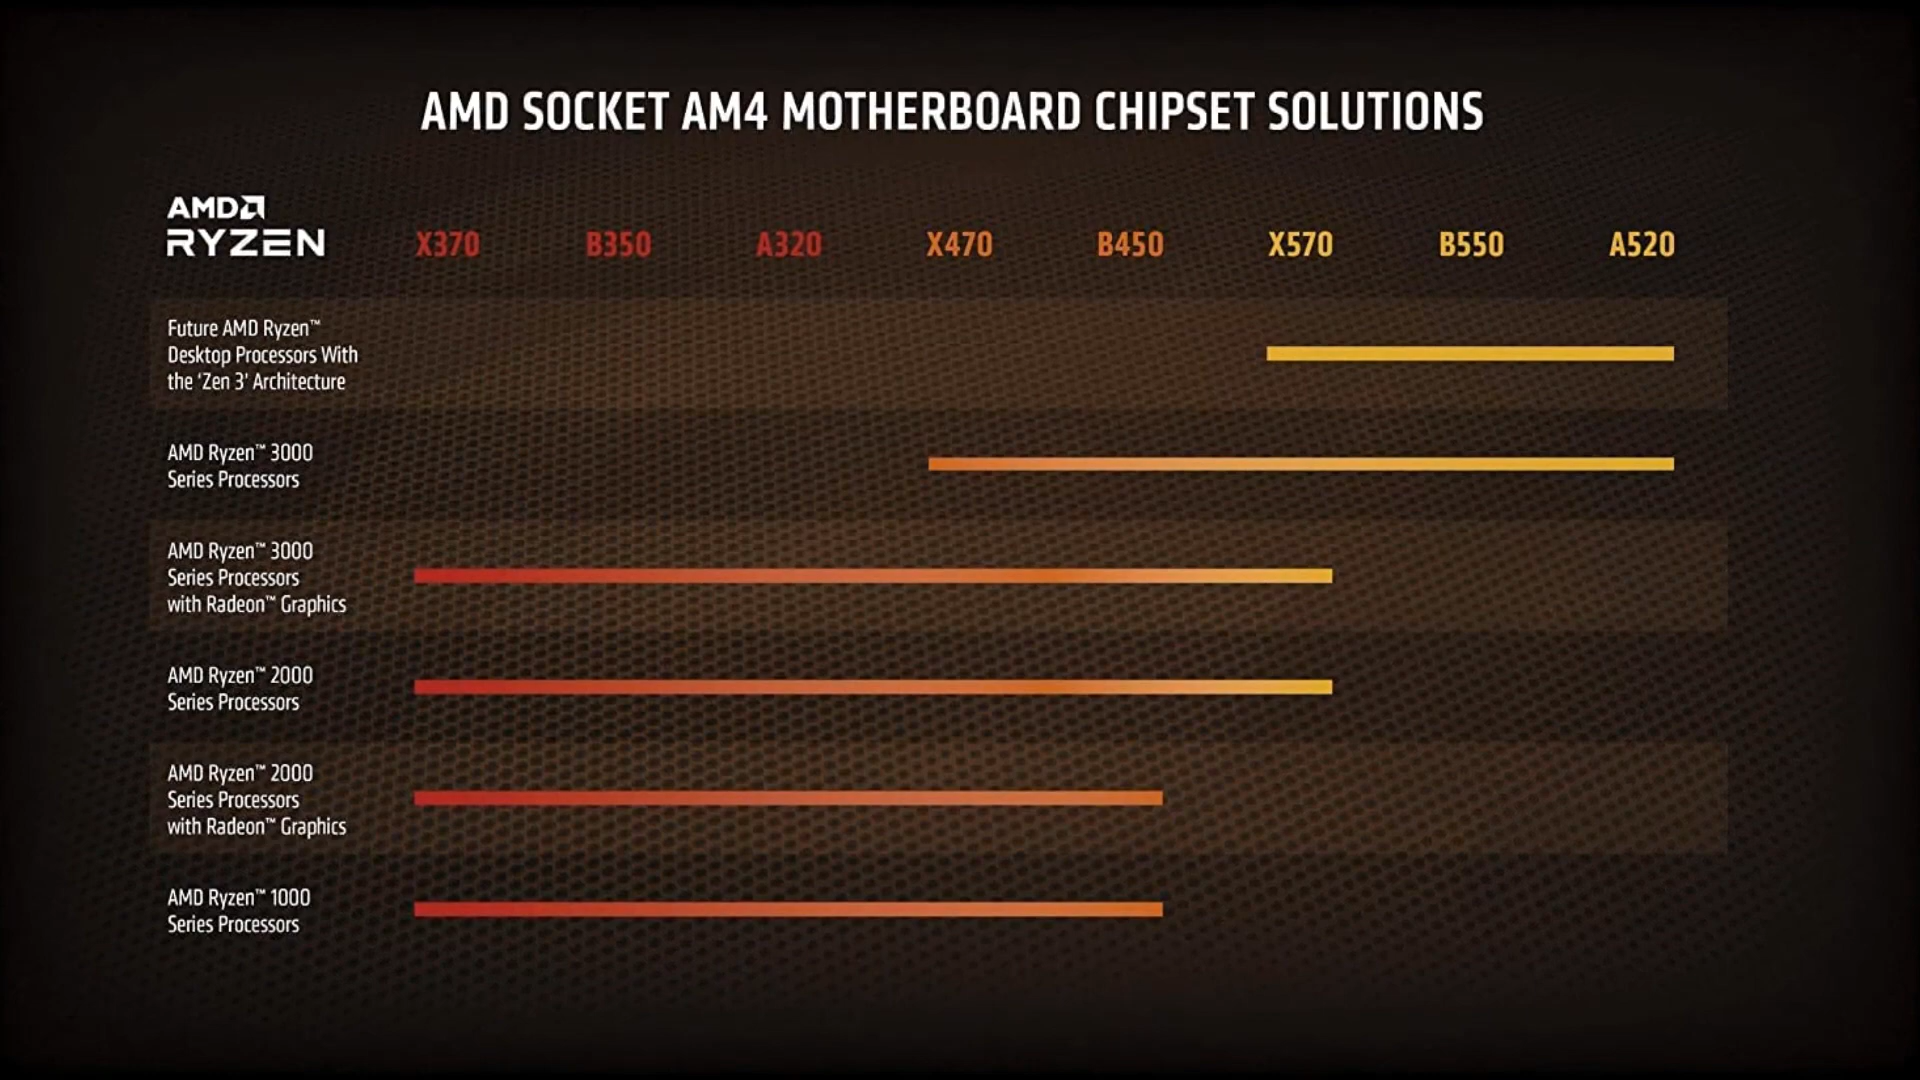 AMD SOCKET AM4 MOTHERBOARD CHIPSET SOLUTIONS
AMD
RYZEN
X370 B350 A320 X470 B450 X570 B550 A520
Future AMD Ryzen™
Desktop Processors With
the ‘Zen 3’ Architecture
AMD Ryzen™ 3000
Series Processors
AMD Ryzen™ 3000
Series Processors
with Radeon™ Graphics
AMD Ryzen™ 2000
Series Processors
AMD Ryzen™ 2000
Series Processors
with Radeon™ Graphics
AMD Ryzen™ 1000
Series Processors